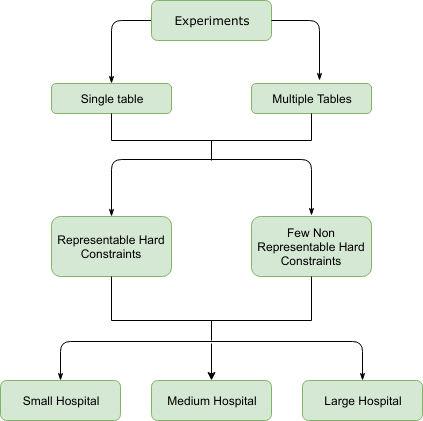 Experiments
Single table
Multiple Tables
Representable Hard
Constraints
Few Non
Representable Hard
Constraints
Small Hospital
Medium Hospital
Large Hospital